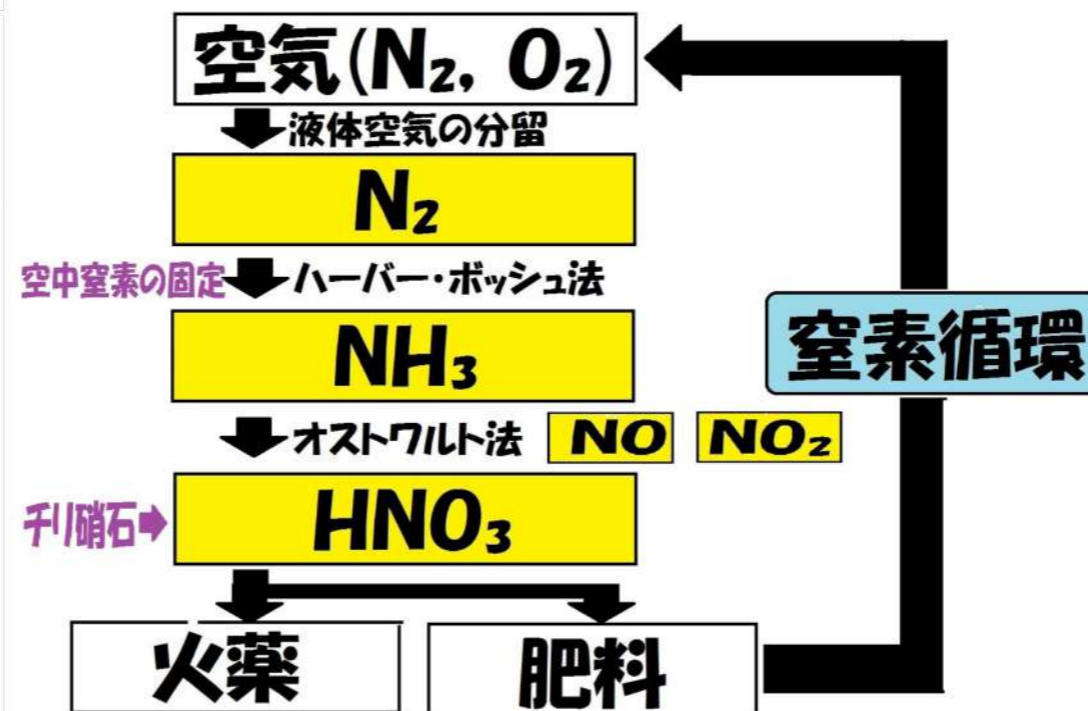 空気(N₂, O₂)
液体空気の分留
N₂
空中窒素の固定 ハーバー・ボッシュ法
窒素循環
NH₃
オストワルト法 NO NO₂
チリ硝石
HNO₃
火薬 肥料